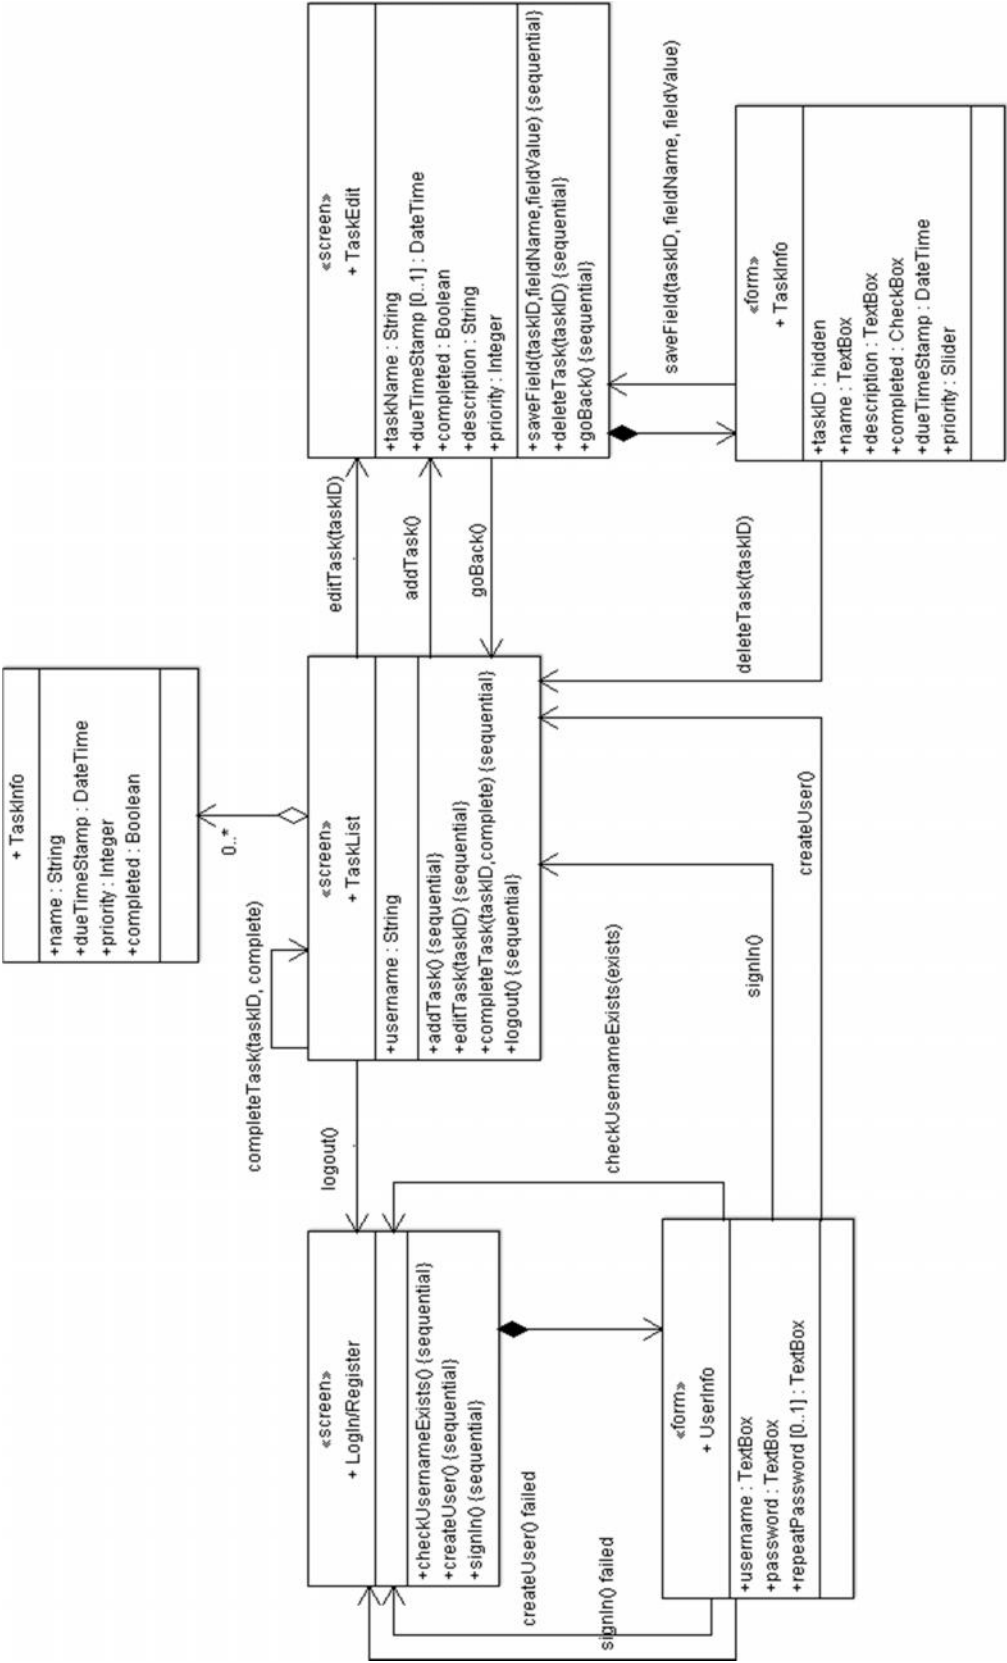 «screen»
+ LogIn/Register
+checkUsernameExists() {sequential}
+createUser() {sequential}
+signIn() {sequential}
logout()
completeTask(taskID, complete)
+ TaskInfo
+name : String
+dueTimeStamp : DateTime
+priority : Integer
+completed : Boolean
0..*
«screen»
+ TaskList
+username : String
+addTask() {sequential}
+editTask(taskID) {sequential}
+completeTask(taskID,complete) {sequential}
+logout() {sequential}
editTask(taskID)
addTask()
goBack()
«screen»
+ TaskEdit
+taskName : String
+dueTimeStamp [0..1] : DateTime
+completed : Boolean
+description : String
+priority : Integer
+saveField(taskID,fieldName,fieldValue) {sequential}
+deleteTask(taskID) {sequential}
+goBack() {sequential}
createUser() failed
signIn() failed
«form»
+ UserInfo
+username : TextBox
+password : TextBox
+repeatPassword [0..1] : TextBox
checkUsernameExists(exists)
signIn()
createUser()
deleteTask(taskID)
saveField(taskID, fieldName, fieldValue)
«form»
+ TaskInfo
+taskID : hidden
+name : TextBox
+description : TextBox
+completed : CheckBox
+dueTimeStamp : DateTime
+priority : Slider